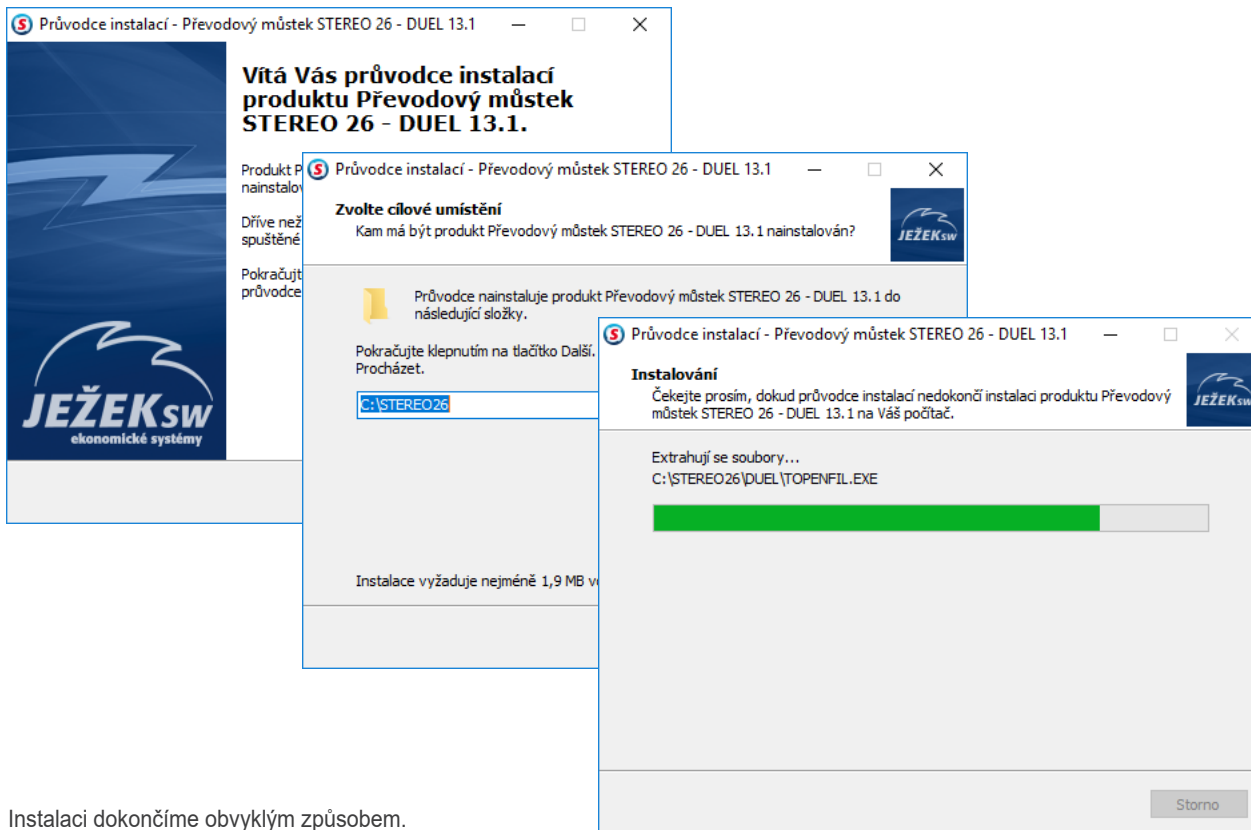 Průvodce instalací - Převodový můstek STEREO 26 - DUEL 13.1
Vítá Vás průvodce instalací
produktu Převodový můstek
STEREO 26 - DUEL 13.1.
Produkt P
nainstalov
Dříve než
spuštěné
Pokračujt
průvodce
JEŽEKSW
ekonomické systémy
Průvodce instalací - Převodový můstek STEREO 26 - DUEL 13.1
Zvolte cílové umístění
Kam má být produkt Převodový můstek STEREO 26 - DUEL 13.1 nainstalován?
JEŽEKSW
Průvodce nainstaluje produkt Převodový můstek STEREO 26 - DUEL 13.1 do
následující složky.
Pokračujte klepnutím na tlačítko Další.
Procházet.
C:\STEREO26
Instalace vyžaduje nejméně 1,9 MB v
Průvodce instalací - Převodový můstek STEREO 26 - DUEL 13.1
Instalování
Čekejte prosím, dokud průvodce instalací nedokončí instalaci produktu Převodový
můstek STEREO 26 - DUEL 13.1 na Váš počítač.
JEŽEKSW
Extrahují se soubory...
C:\STEREO26\DUEL\TOPENFIL.EXE
Storno
Instalaci dokončíme obvyklým způsobem.